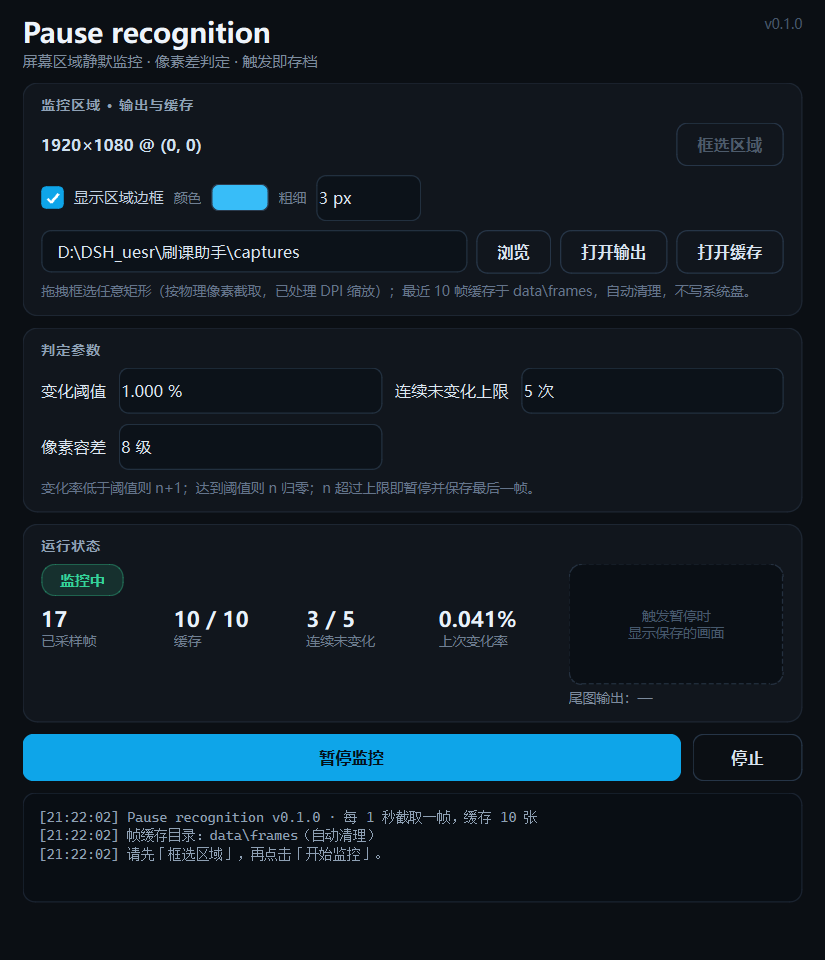 Pause recognition
v0.1.0
屏幕区域静默监控 · 像素差判定 · 触发即存档
监控区域 • 输出与缓存
1920×1080 @ (0, 0)
框选区域
显示区域边框 颜色 粗细 3 px
D:\DSH_uesr\刷课助手\captures 浏览 打开输出 打开缓存
拖拽框选任意矩形（按物理像素截取，已处理 DPI 缩放）；最近 10 帧缓存于 data\frames，自动清理，不写系统盘。
判定参数
变化阈值 1.000 % 连续未变化上限 5 次
像素容差 8 级
变化率低于阈值则 n+1；达到阈值则 n 归零；n 超过上限即暂停并保存最后一帧。
运行状态
监控中
17 10 / 10 3 / 5 0.041%
已采样帧 缓存 连续未变化 上次变化率
触发暂停时
显示保存的画面
尾图输出：—
暂停监控 停止
[21:22:02] Pause recognition v0.1.0 · 每 1 秒截取一帧，缓存 10 张
[21:22:02] 帧缓存目录：data\frames（自动清理）
[21:22:02] 请先「框选区域」，再点击「开始监控」。